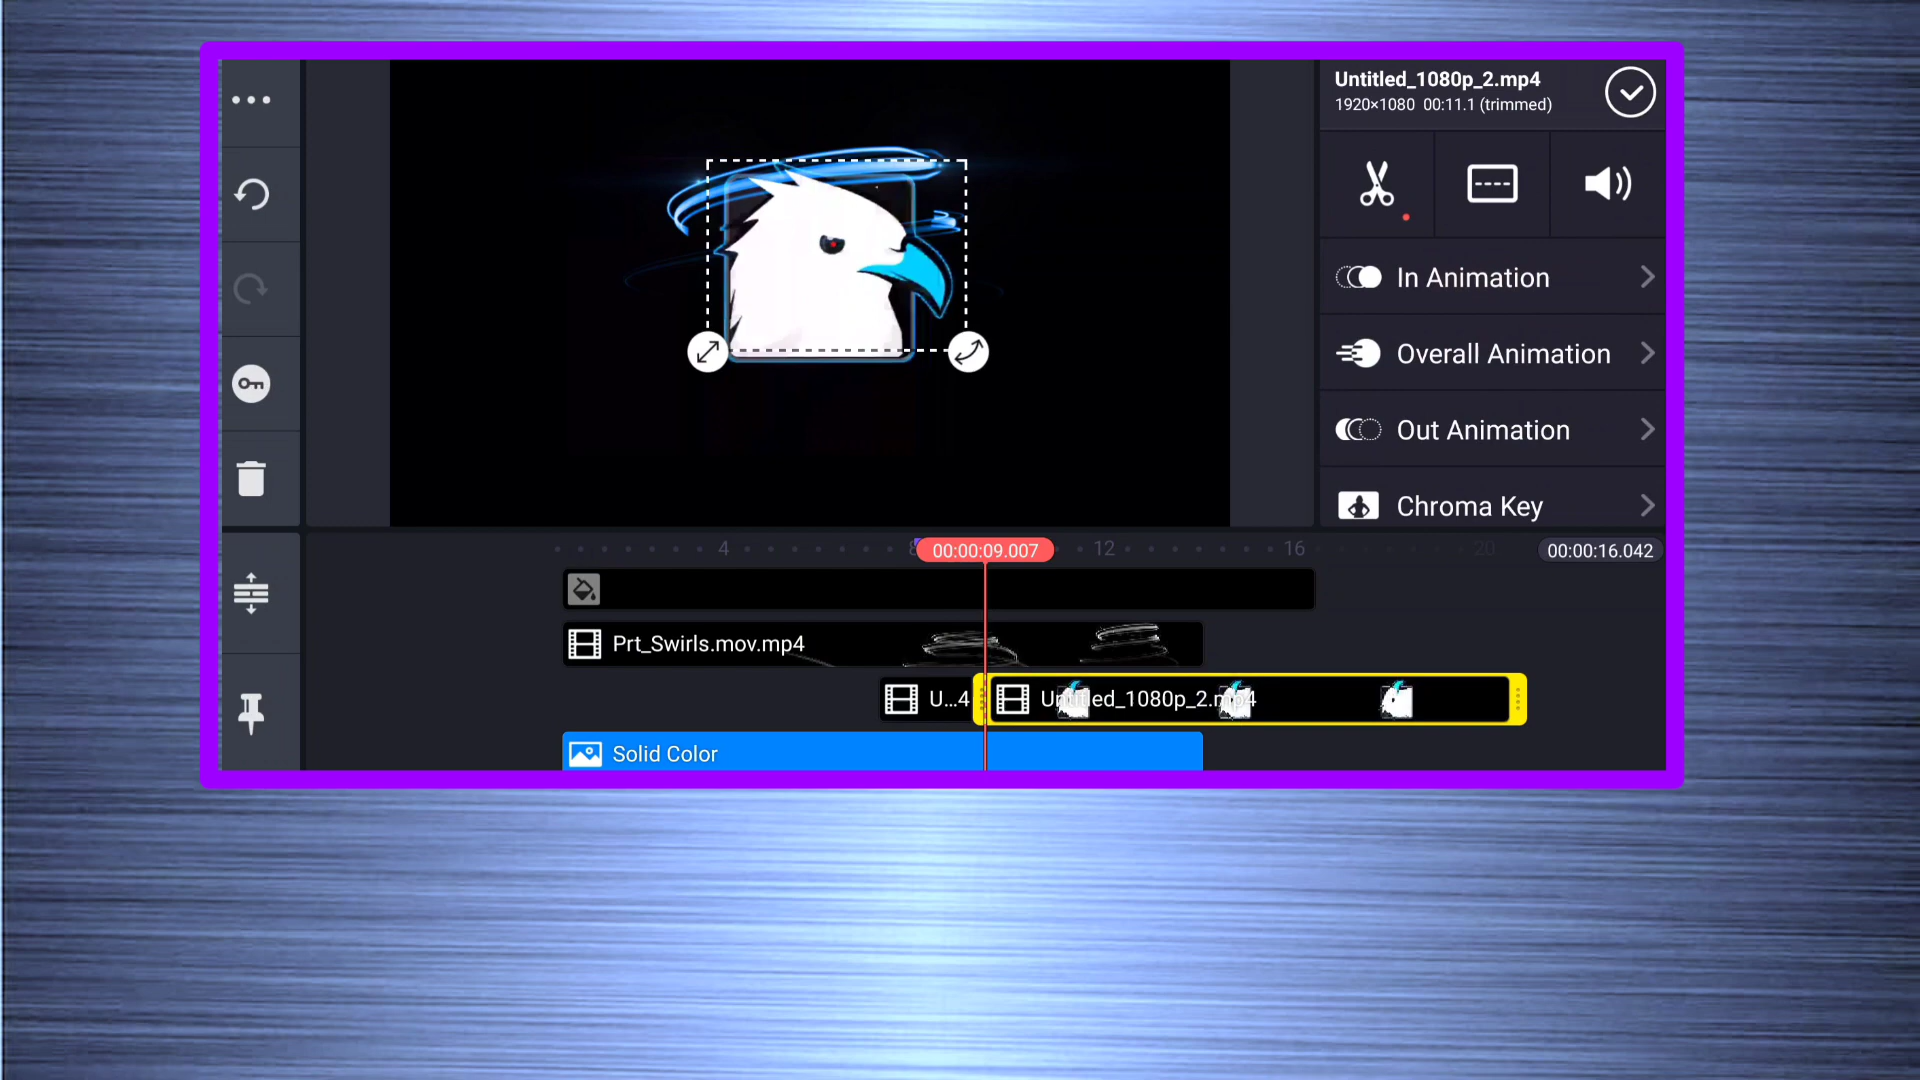 Untitled_1080p_2.mp4
1920×1080 00:11.1 (trimmed)
In Animation
Overall Animation
Out Animation
Chroma Key
4 8 00:00:09.007 12 16 20 00:00:16.042
Prt_Swirls.mov.mp4
U...4 Untitled_1080p_2.mp4
Solid Color